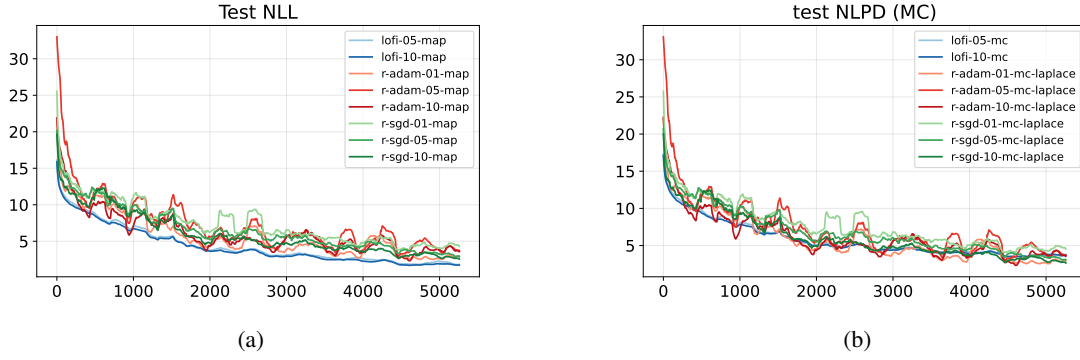 Test NLL
30
25
20
15
10
5
0
1000
2000
3000
4000
5000
lofi-05-map
lofi-10-map
r-adam-01-map
r-adam-05-map
r-adam-10-map
r-sgd-01-map
r-sgd-05-map
r-sgd-10-map
(a)
test NLPD (MC)
30
25
20
15
10
5
0
1000
2000
3000
4000
5000
lofi-05-mc
lofi-10-mc
r-adam-01-mc-laplace
r-adam-05-mc-laplace
r-adam-10-mc-laplace
r-sgd-01-mc-laplace
r-sgd-05-mc-laplace
r-sgd-10-mc-laplace
(b)